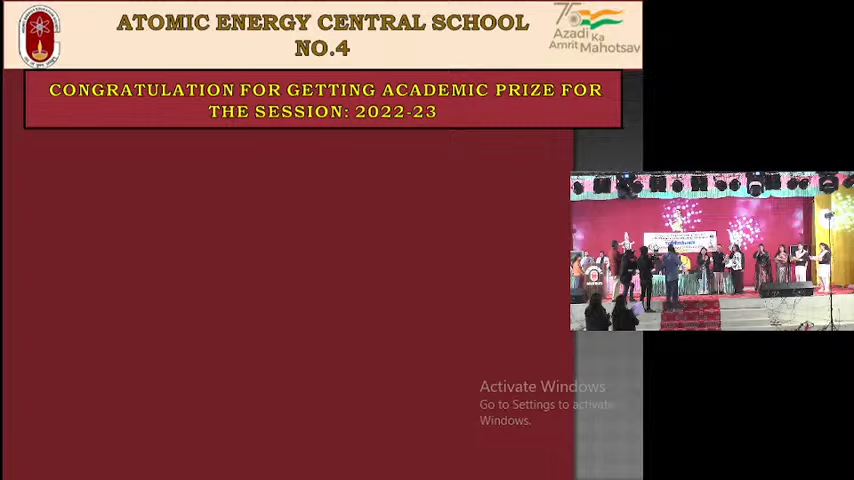 ATOMIC ENERGY CENTRAL SCHOOL
NO.4
75
Azadi Ka
Amrit Mahotsav
CONGRATULATION FOR GETTING ACADEMIC PRIZE FOR
THE SESSION: 2022-23
Activate Windows
Go to Settings to activate
Windows.